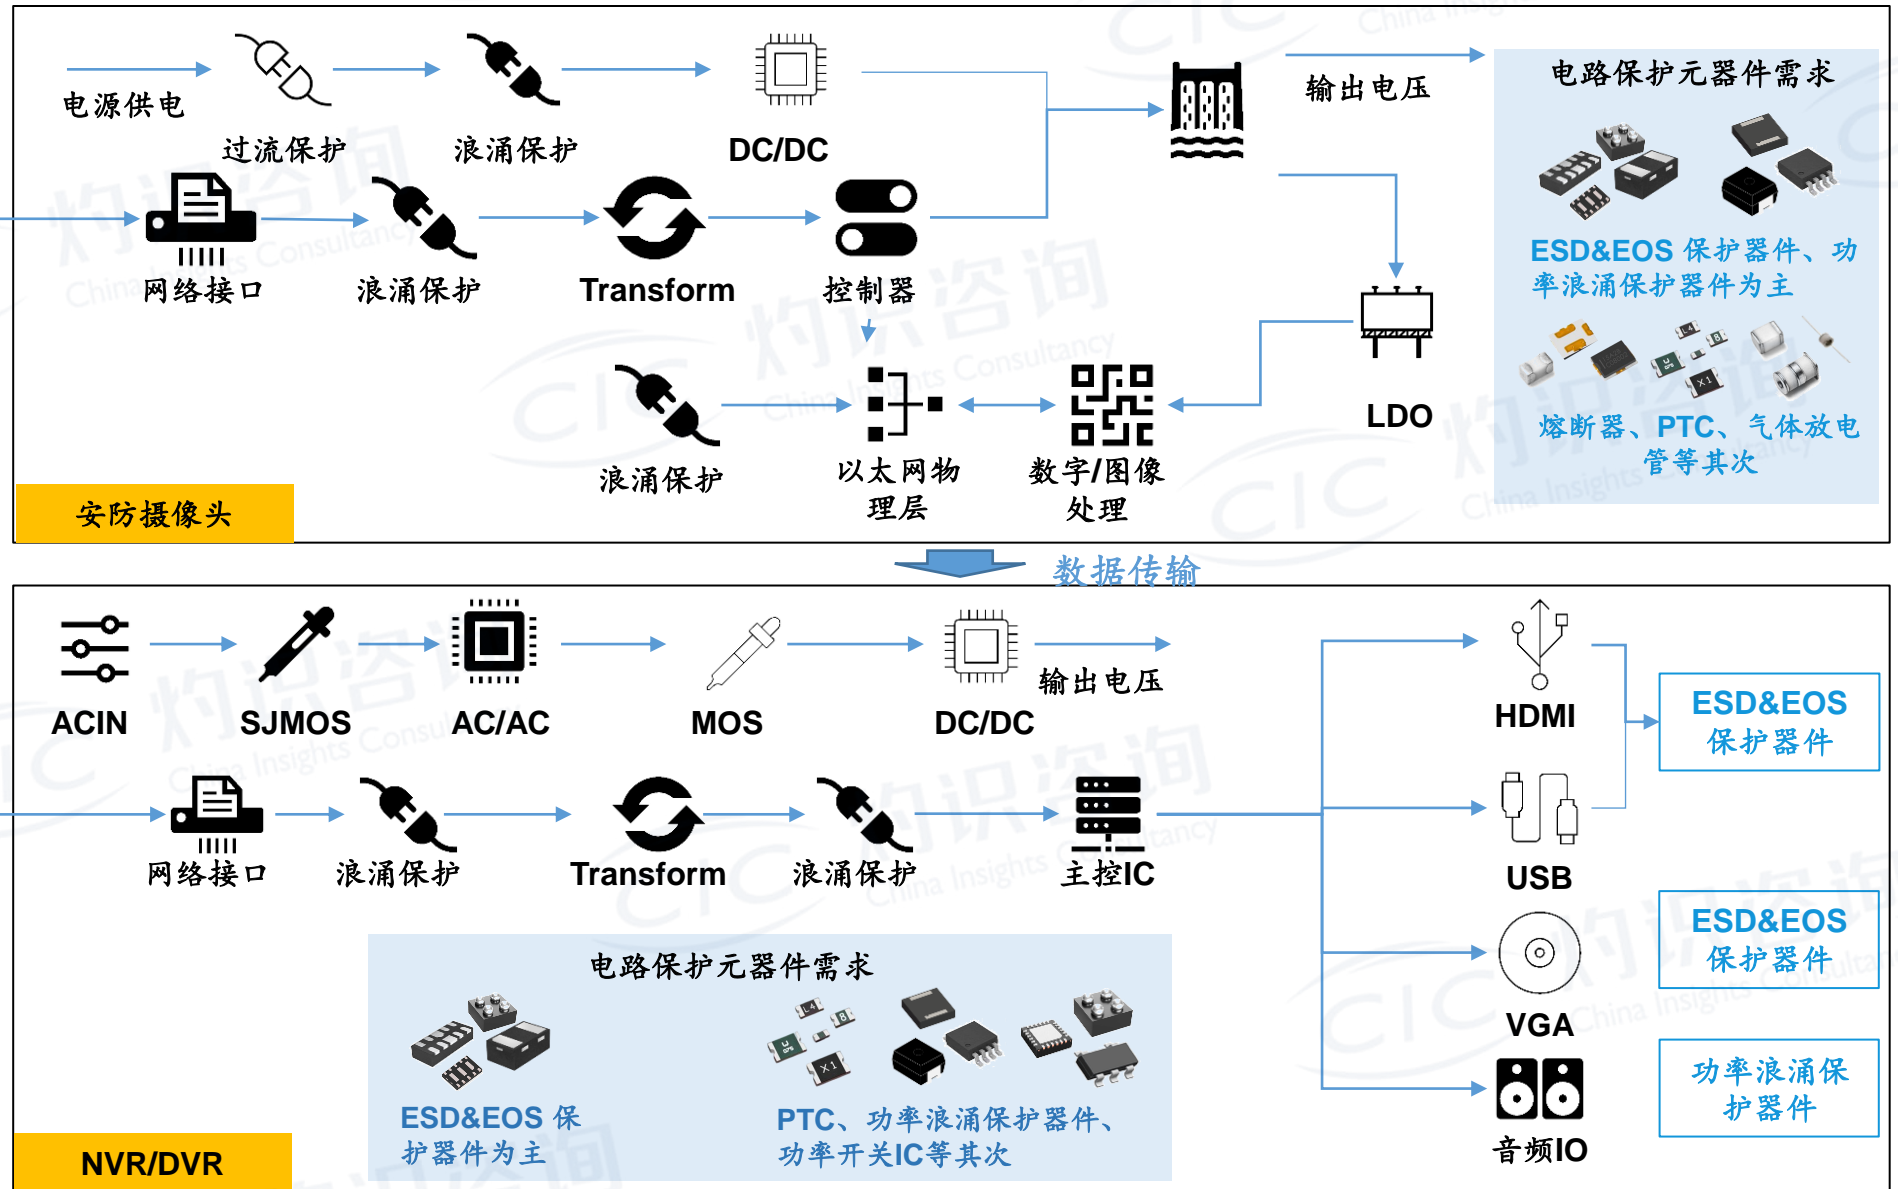 电源供电
过流保护
浪涌保护
DC/DC
输出电压
电路保护元器件需求
网络接口
浪涌保护
Transform
控制器
ESD&EOS 保护器件、功
率浪涌保护器件为主
LDO
浪涌保护
以太网物
理层
数字/图像
处理
熔断器、PTC、气体放电
管等其次
安防摄像头
数据传输
ACIN
SJMOS
AC/AC
MOS
DC/DC
输出电压
HDMI
ESD&EOS
保护器件
网络接口
浪涌保护
Transform
浪涌保护
主控IC
USB
ESD&EOS
保护器件
VGA
电路保护元器件需求
ESD&EOS 保
护器件为主
PTC、功率浪涌保护器件、
功率开关IC等其次
音频IO
功率浪涌保
护器件
NVR/DVR
灼识咨询
China Insights Consultancy
CIC